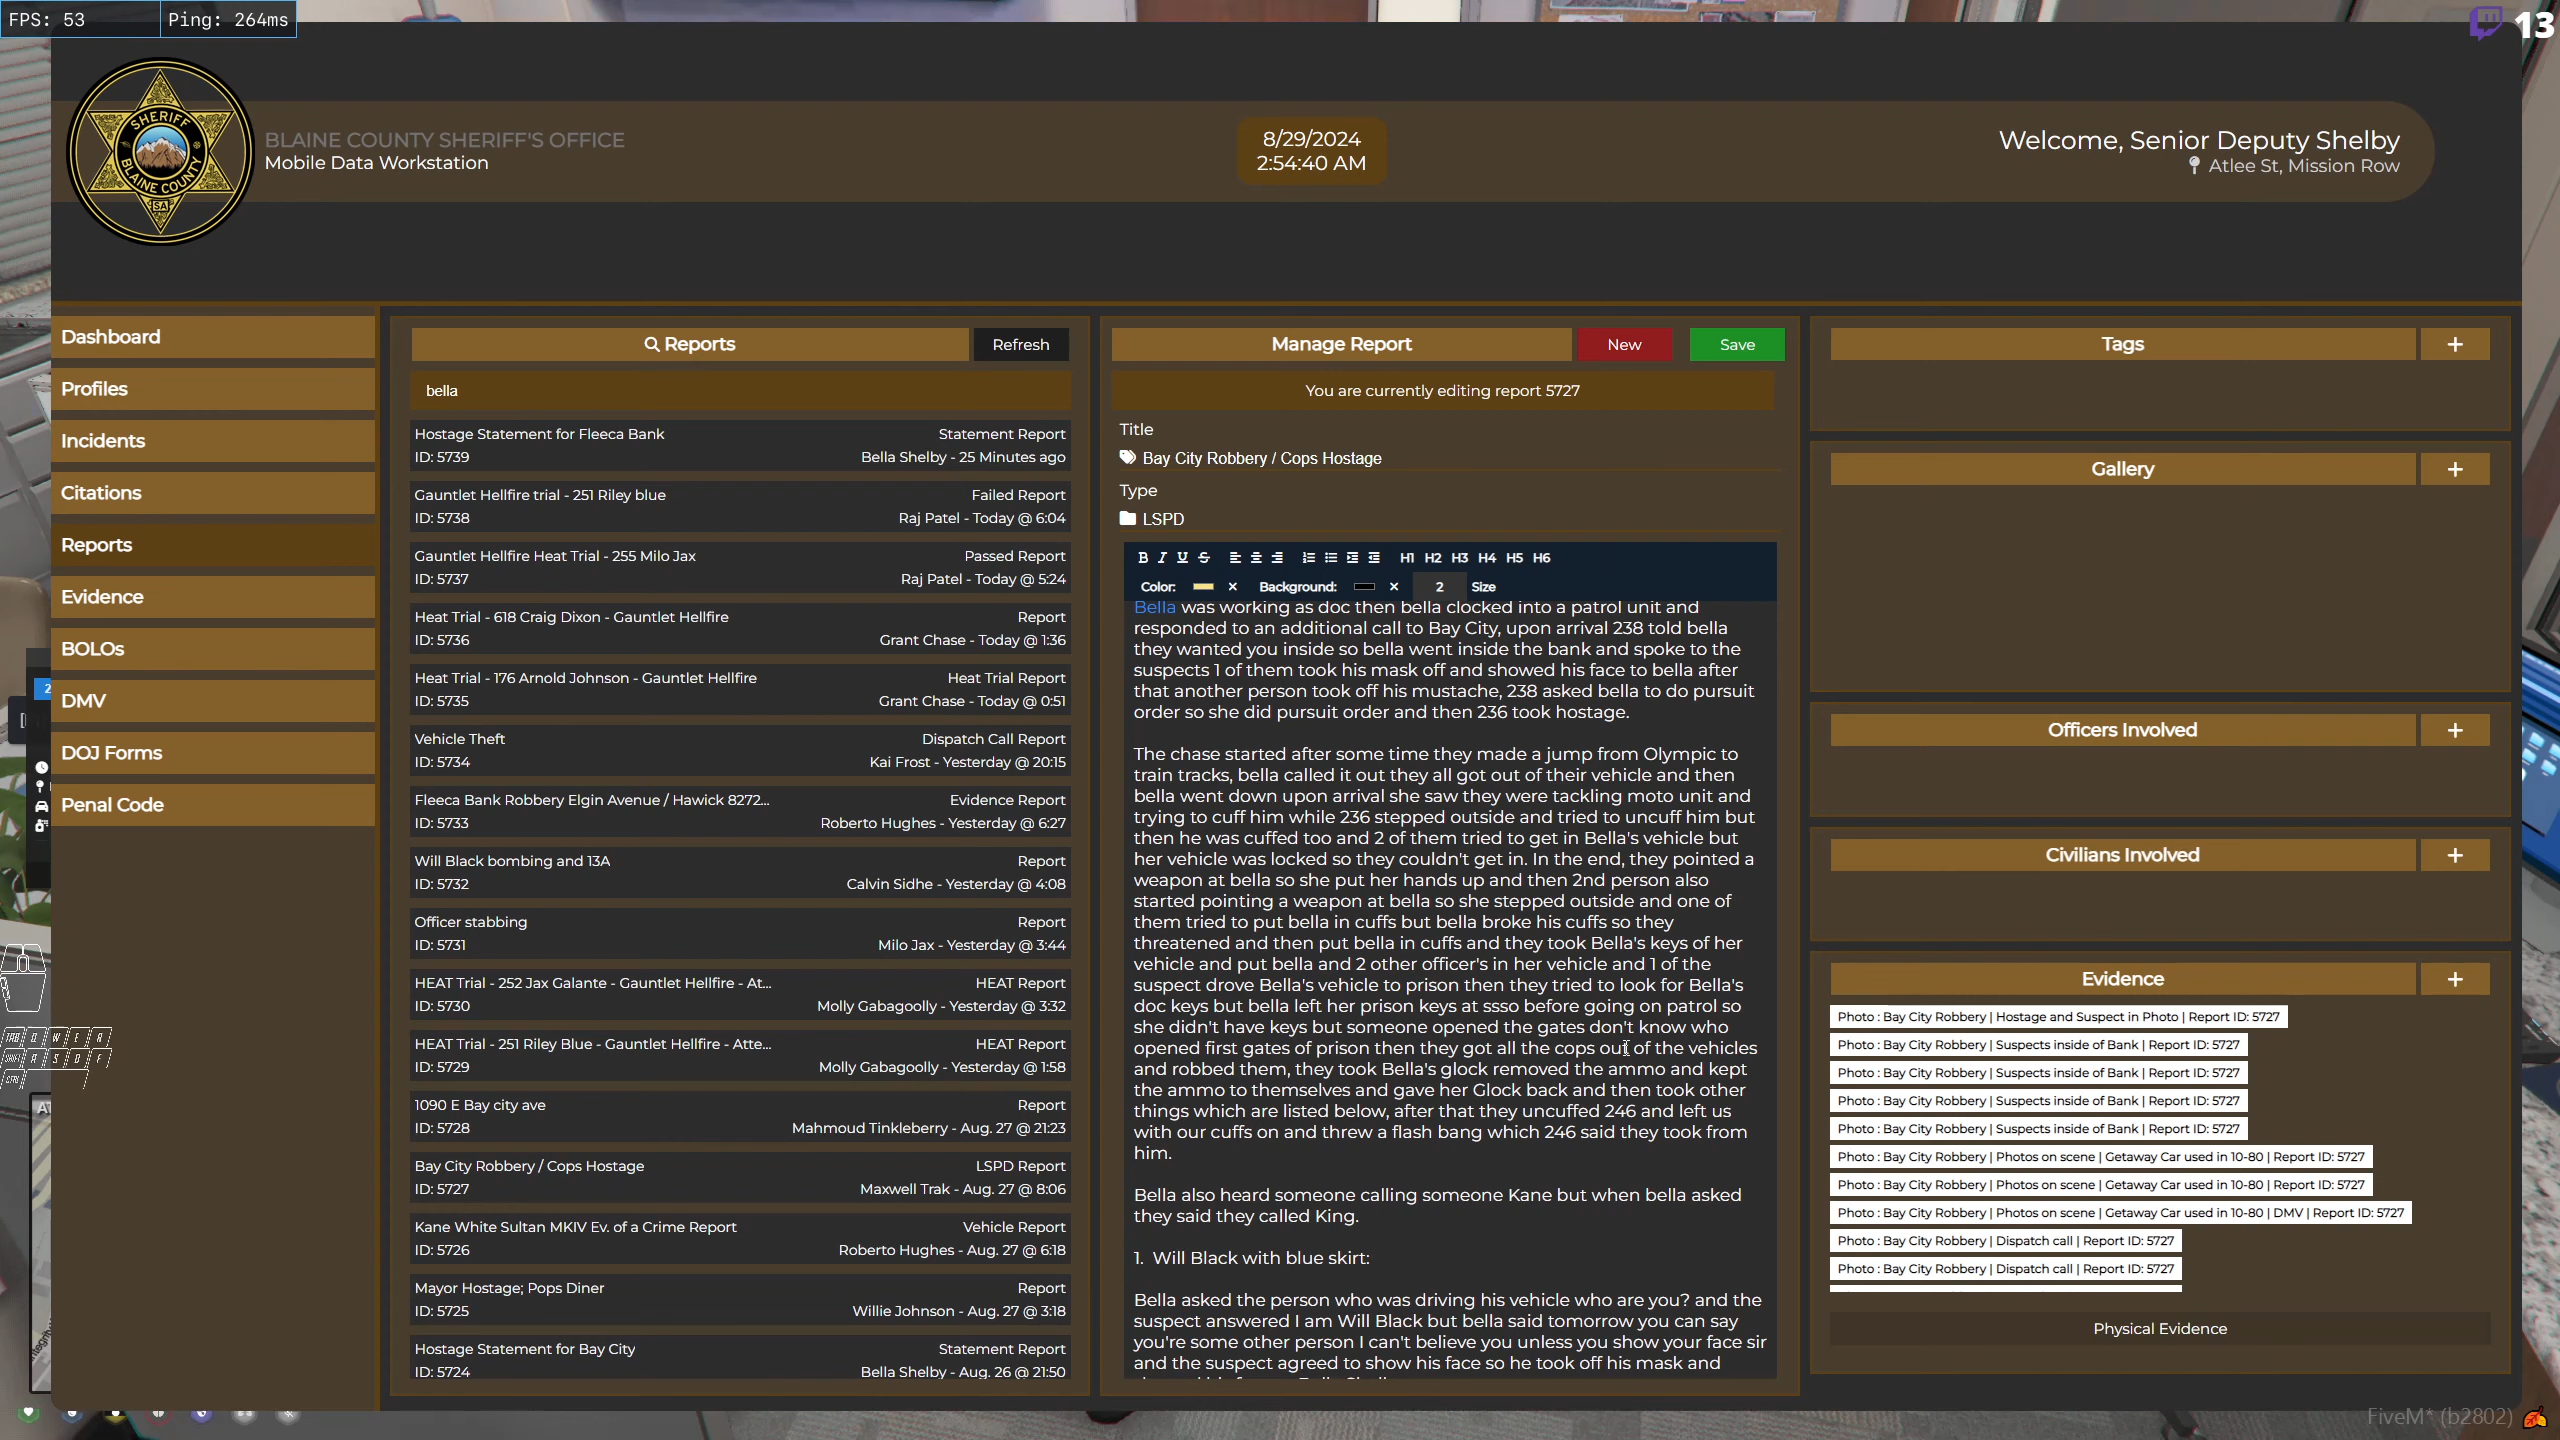 FPS: 53
Ping: 264ms
13
SHERIFF
BLAINE COUNTY
SA
BLAINE COUNTY SHERIFF'S OFFICE
Mobile Data Workstation
8/29/2024
2:54:40 AM
Welcome, Senior Deputy Shelby
Atlee St, Mission Row
Dashboard
Profiles
Incidents
Citations
Reports
Evidence
BOLOs
DMV
DOJ Forms
Penal Code
Reports
Refresh
bella
Hostage Statement for Fleeca Bank
Statement Report
ID: 5739
Bella Shelby - 25 Minutes ago
Gauntlet Hellfire trial - 251 Riley blue
Failed Report
ID: 5738
Raj Patel - Today @ 6:04
Gauntlet Hellfire Heat Trial - 255 Milo Jax
Passed Report
ID: 5737
Raj Patel - Today @ 5:24
Heat Trial - 618 Craig Dixon - Gauntlet Hellfire
Report
ID: 5736
Grant Chase - Today @ 1:36
Heat Trial - 176 Arnold Johnson - Gauntlet Hellfire
Heat Trial Report
ID: 5735
Grant Chase - Today @ 0:51
Vehicle Theft
Dispatch Call Report
ID: 5734
Kai Frost - Yesterday @ 20:15
Fleeca Bank Robbery Elgin Avenue / Hawick 8272...
Evidence Report
ID: 5733
Roberto Hughes - Yesterday @ 6:27
Will Black bombing and 13A
Report
ID: 5732
Calvin Sidhe - Yesterday @ 4:08
Officer stabbing
Report
ID: 5731
Milo Jax - Yesterday @ 3:44
HEAT Trial - 252 Jax Galante - Gauntlet Hellfire - At...
HEAT Report
ID: 5730
Molly Gabagoolly - Yesterday @ 3:32
HEAT Trial - 251 Riley Blue - Gauntlet Hellfire - Atte...
HEAT Report
ID: 5729
Molly Gabagoolly - Yesterday @ 1:58
1090 E Bay city ave
Report
ID: 5728
Mahmoud Tinkleberry - Aug. 27 @ 21:23
Bay City Robbery / Cops Hostage
LSPD Report
ID: 5727
Maxwell Trak - Aug. 27 @ 8:06
Kane White Sultan MKIV Ev. of a Crime Report
Vehicle Report
ID: 5726
Roberto Hughes - Aug. 27 @ 6:18
Mayor Hostage; Pops Diner
Report
ID: 5725
Willie Johnson - Aug. 27 @ 3:18
Hostage Statement for Bay City
Statement Report
ID: 5724
Bella Shelby - Aug. 26 @ 21:50
Manage Report
New
Save
You are currently editing report 5727
Title
Bay City Robbery / Cops Hostage
Type
LSPD
B I U S H1 H2 H3 H4 H5 H6
Color: × Background: × 2 Size
Bella was working as doc then bella clocked into a patrol unit and
responded to an additional call to Bay City, upon arrival 238 told bella
they wanted you inside so bella went inside the bank and spoke to the
suspects 1 of them took his mask off and showed his face to bella after
that another person took off his mustache, 238 asked bella to do pursuit
order so she did pursuit order and then 236 took hostage.
The chase started after some time they made a jump from Olympic to
train tracks, bella called it out they all got out of their vehicle and then
bella went down upon arrival she saw they were tackling moto unit and
trying to cuff him while 236 stepped outside and tried to uncuff him but
then he was cuffed too and 2 of them tried to get in Bella's vehicle but
her vehicle was locked so they couldn't get in. In the end, they pointed a
weapon at bella so she put her hands up and then 2nd person also
started pointing a weapon at bella so she stepped outside and one of
them tried to put bella in cuffs but bella broke his cuffs so they
threatened and then put bella in cuffs and they took Bella's keys of her
vehicle and put bella and 2 other officer's in her vehicle and 1 of the
suspect drove Bella's vehicle to prison then they tried to look for Bella's
doc keys but bella left her prison keys at ssso before going on patrol so
she didn't have keys but someone opened the gates don't know who
opened first gates of prison then they got all the cops out of the vehicles
and robbed them, they took Bella's glock removed the ammo and kept
the ammo to themselves and gave her Glock back and then took other
things which are listed below, after that they uncuffed 246 and left us
with our cuffs on and threw a flash bang which 246 said they took from
him.
Bella also heard someone calling someone Kane but when bella asked
they said they called King.
1. Will Black with blue skirt:
Bella asked the person who was driving his vehicle who are you? and the
suspect answered I am Will Black but bella said tomorrow you can say
you're some other person I can't believe you unless you show your face sir
and the suspect agreed to show his face so he took off his mask and
Tags
+
Gallery
+
Officers Involved
+
Civilians Involved
+
Evidence
+
Photo : Bay City Robbery | Hostage and Suspect in Photo | Report ID: 5727
Photo : Bay City Robbery | Suspects inside of Bank | Report ID: 5727
Photo : Bay City Robbery | Suspects inside of Bank | Report ID: 5727
Photo : Bay City Robbery | Suspects inside of Bank | Report ID: 5727
Photo : Bay City Robbery | Suspects inside of Bank | Report ID: 5727
Photo : Bay City Robbery | Photos on scene | Getaway Car used in 10-80 | Report ID: 5727
Photo : Bay City Robbery | Photos on scene | Getaway Car used in 10-80 | Report ID: 5727
Photo : Bay City Robbery | Photos on scene | Getaway Car used in 10-80 | DMV | Report ID: 5727
Photo : Bay City Robbery | Dispatch call | Report ID: 5727
Photo : Bay City Robbery | Dispatch call | Report ID: 5727
Physical Evidence
TAB Q W E R
SHIFT A S D F
CTRL
FiveM* (b2802)